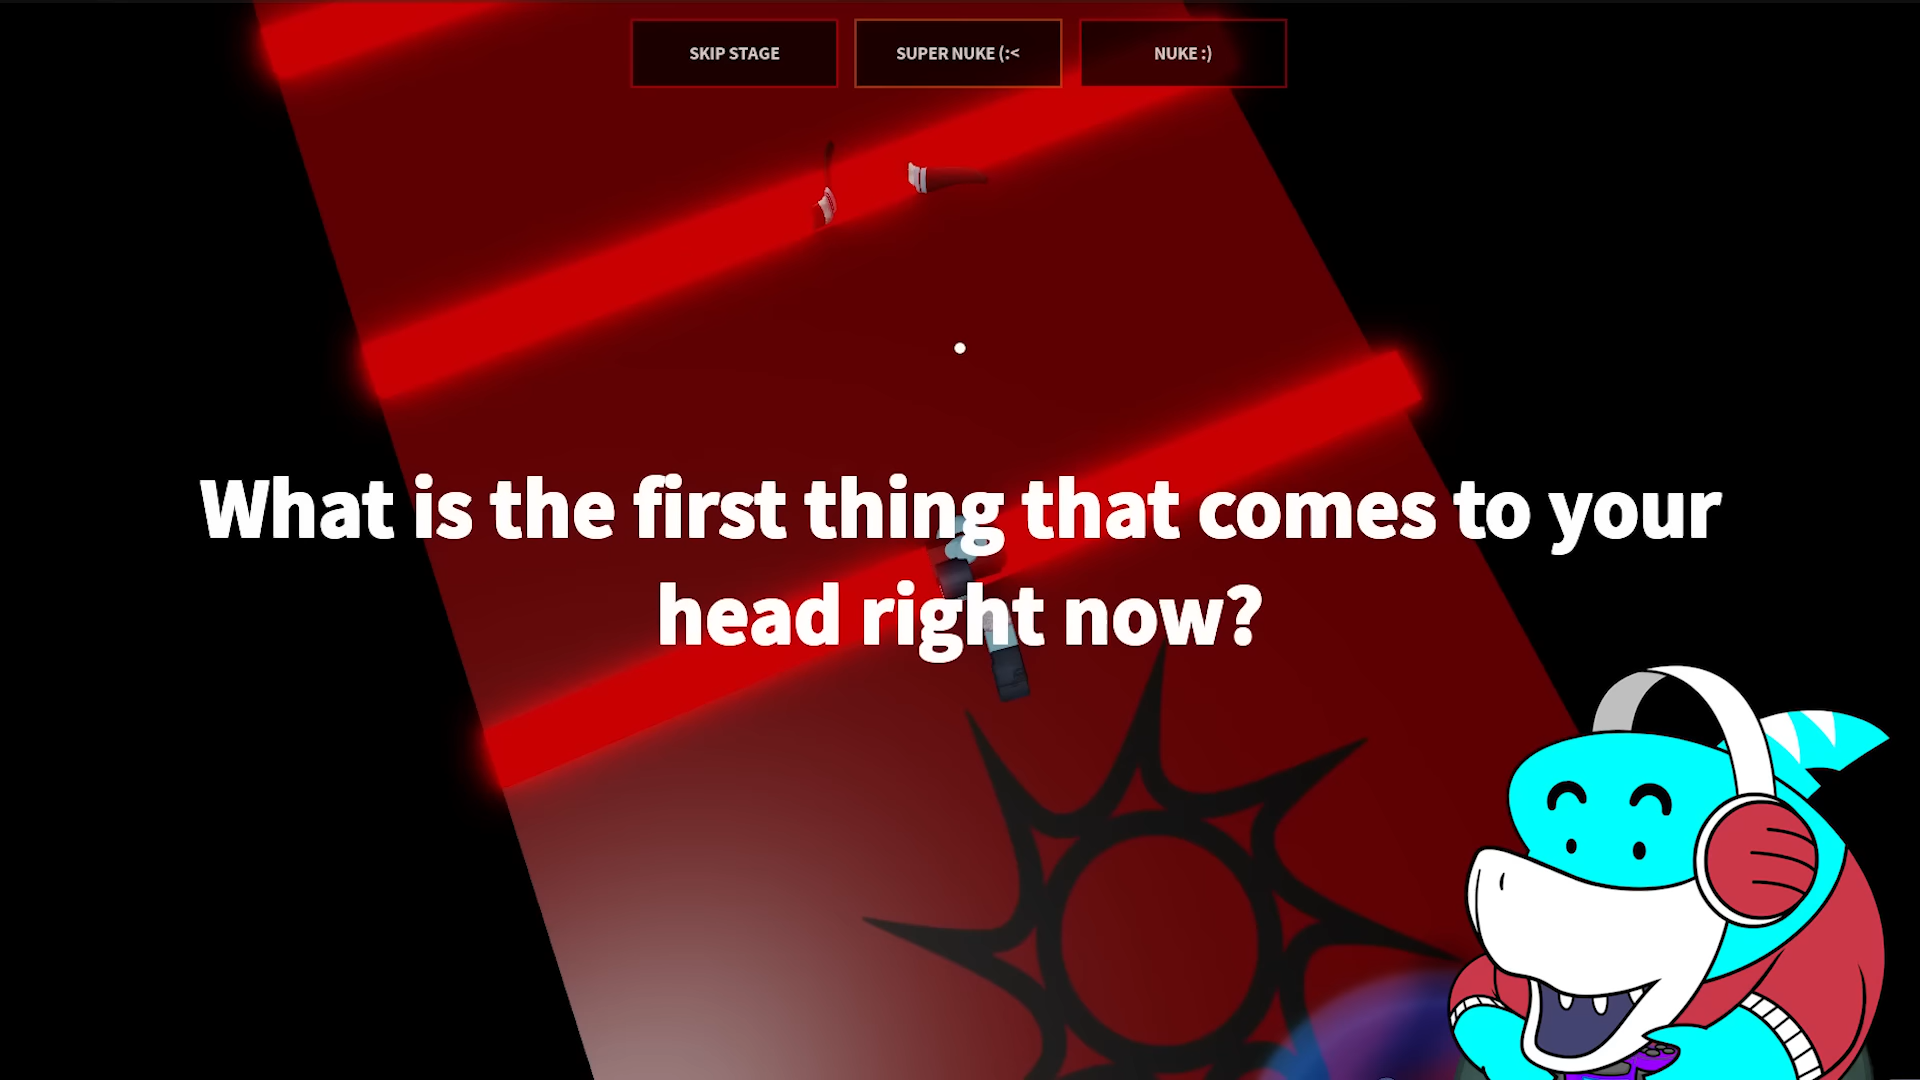 SKIP STAGE
SUPER NUKE (:<
NUKE :)
What is the first thing that comes to your
head right now?